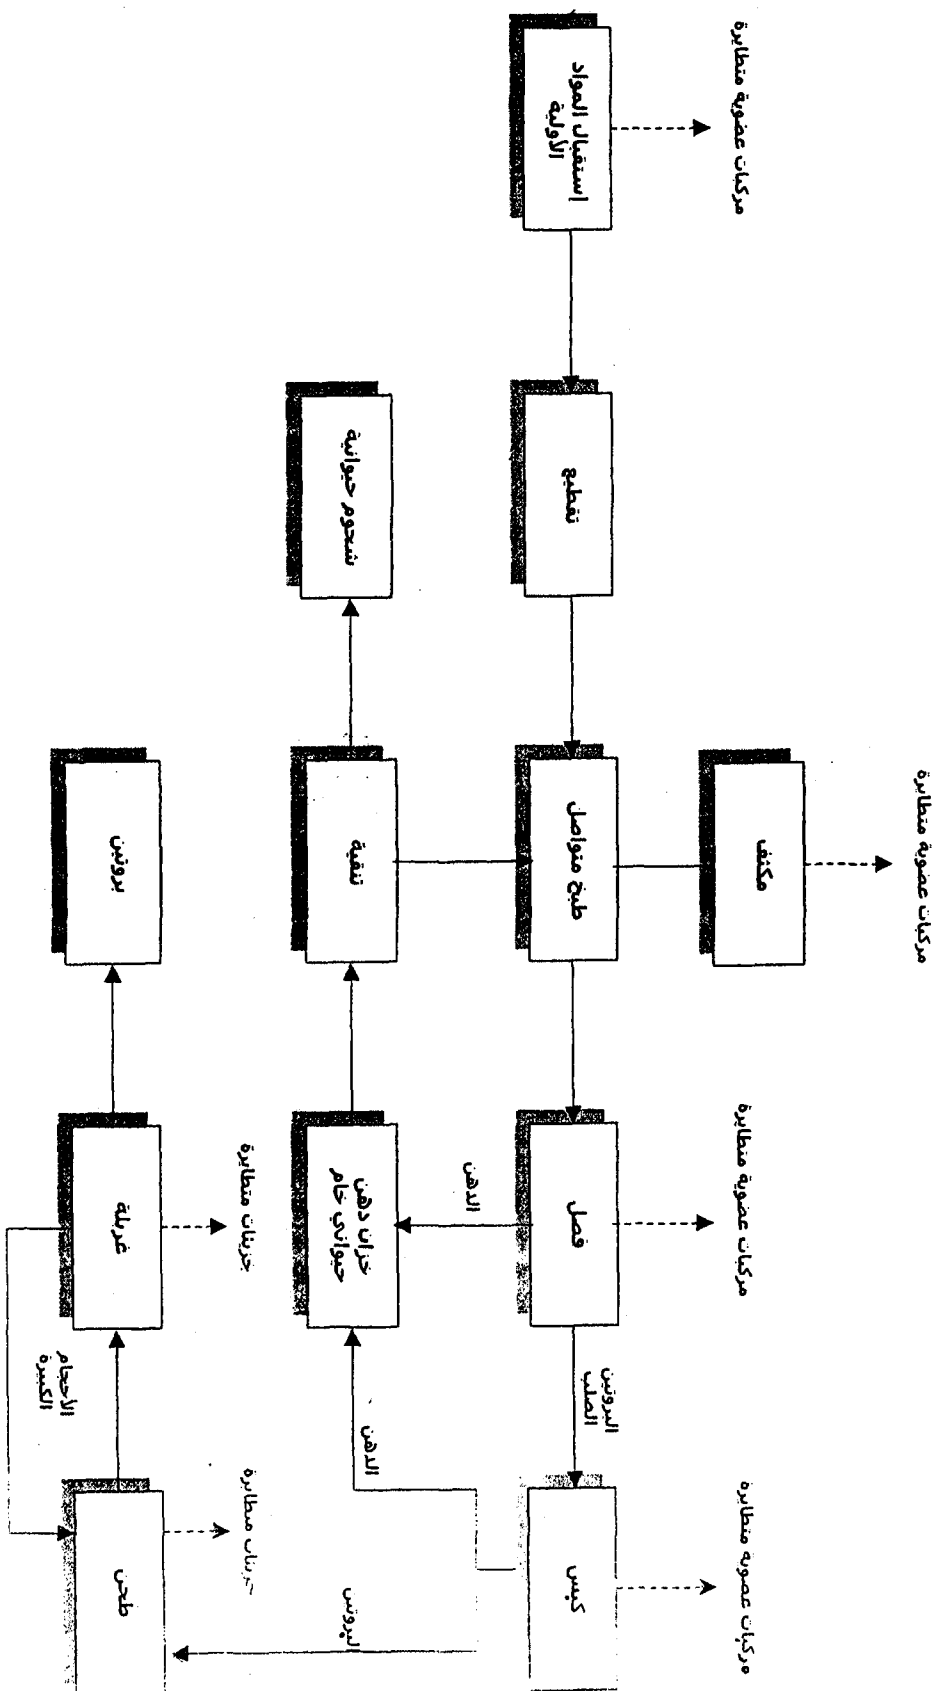 مركبات عضوية متطايرة
إستقبال المواد
الأولية
تقطيع
مركبات عضوية متطايرة
مكثف
طبخ متواصل
مركبات عضوية متطايرة
فصل
البروتين
الصلب
مركبات عضوية متطايرة
كبس
الدهن
الدهن
خزان دهن
حيواني خام
تنقية
شحوم حيوانية
البروتين
جزيئات متطايرة
طحن
الأحجام
الكبيرة
جزيئات متطايرة
غربلة
بروتين